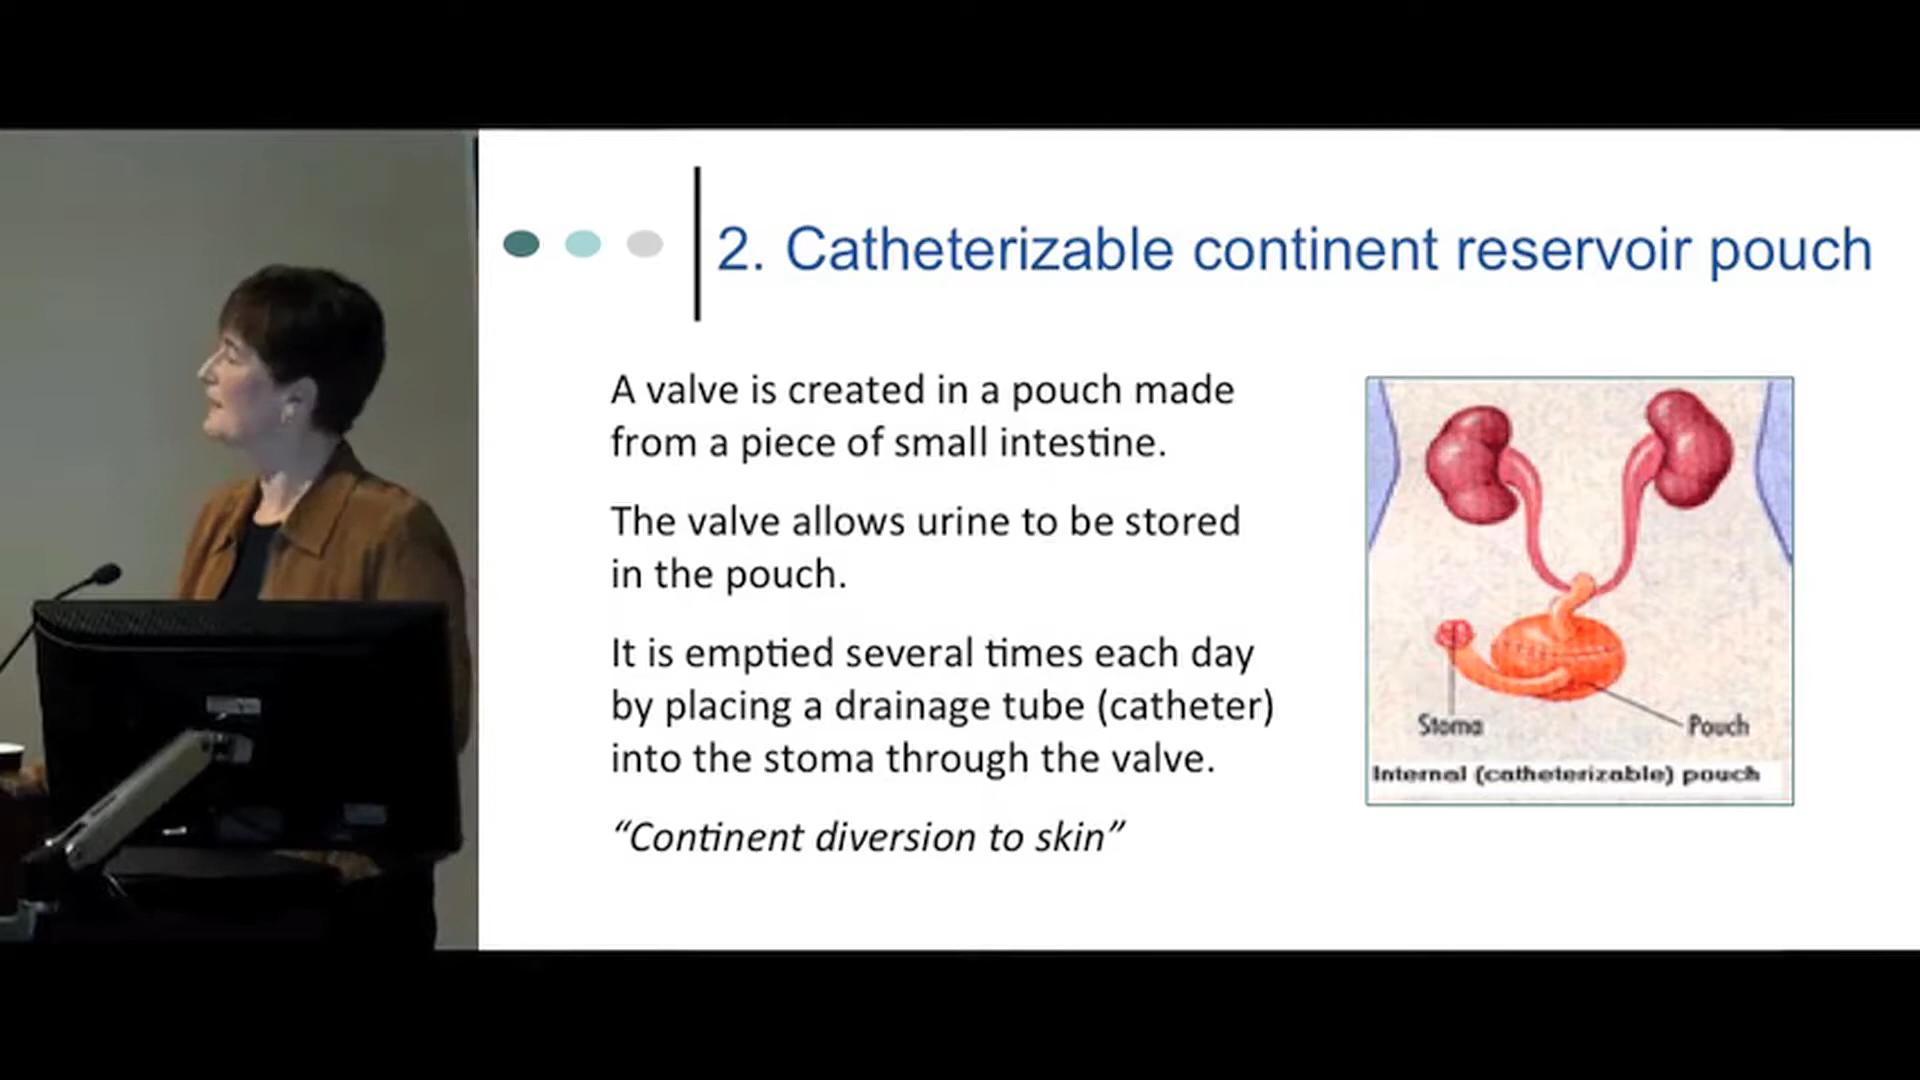 2. Catheterizable continent reservoir pouch
A valve is created in a pouch made
from a piece of small intestine.
The valve allows urine to be stored
in the pouch.
It is emptied several times each day
by placing a drainage tube (catheter)
into the stoma through the valve.
“Continent diversion to skin”
Stoma
Pouch
Internal (catheterizable) pouch